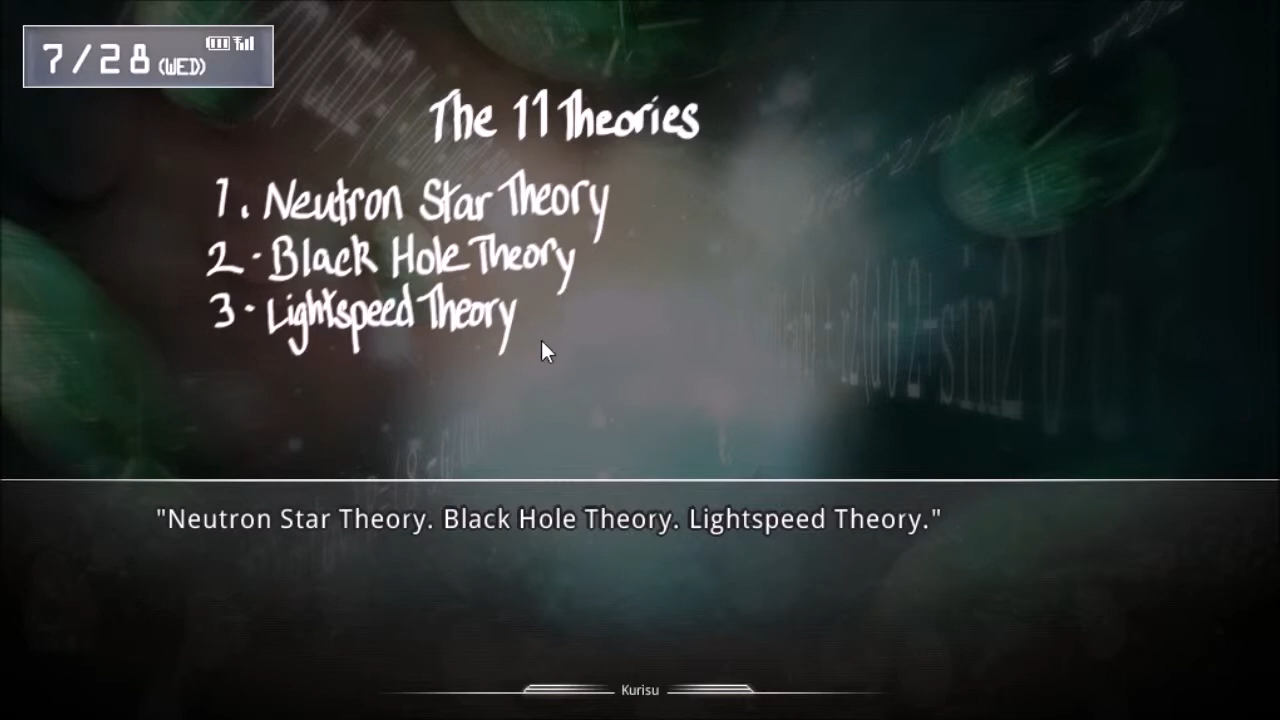 7/28 (WED)
The 11 Theories
1. Neutron Star Theory
2. Black Hole Theory
3. Lightspeed Theory
"Neutron Star Theory. Black Hole Theory. Lightspeed Theory."
Kurisu